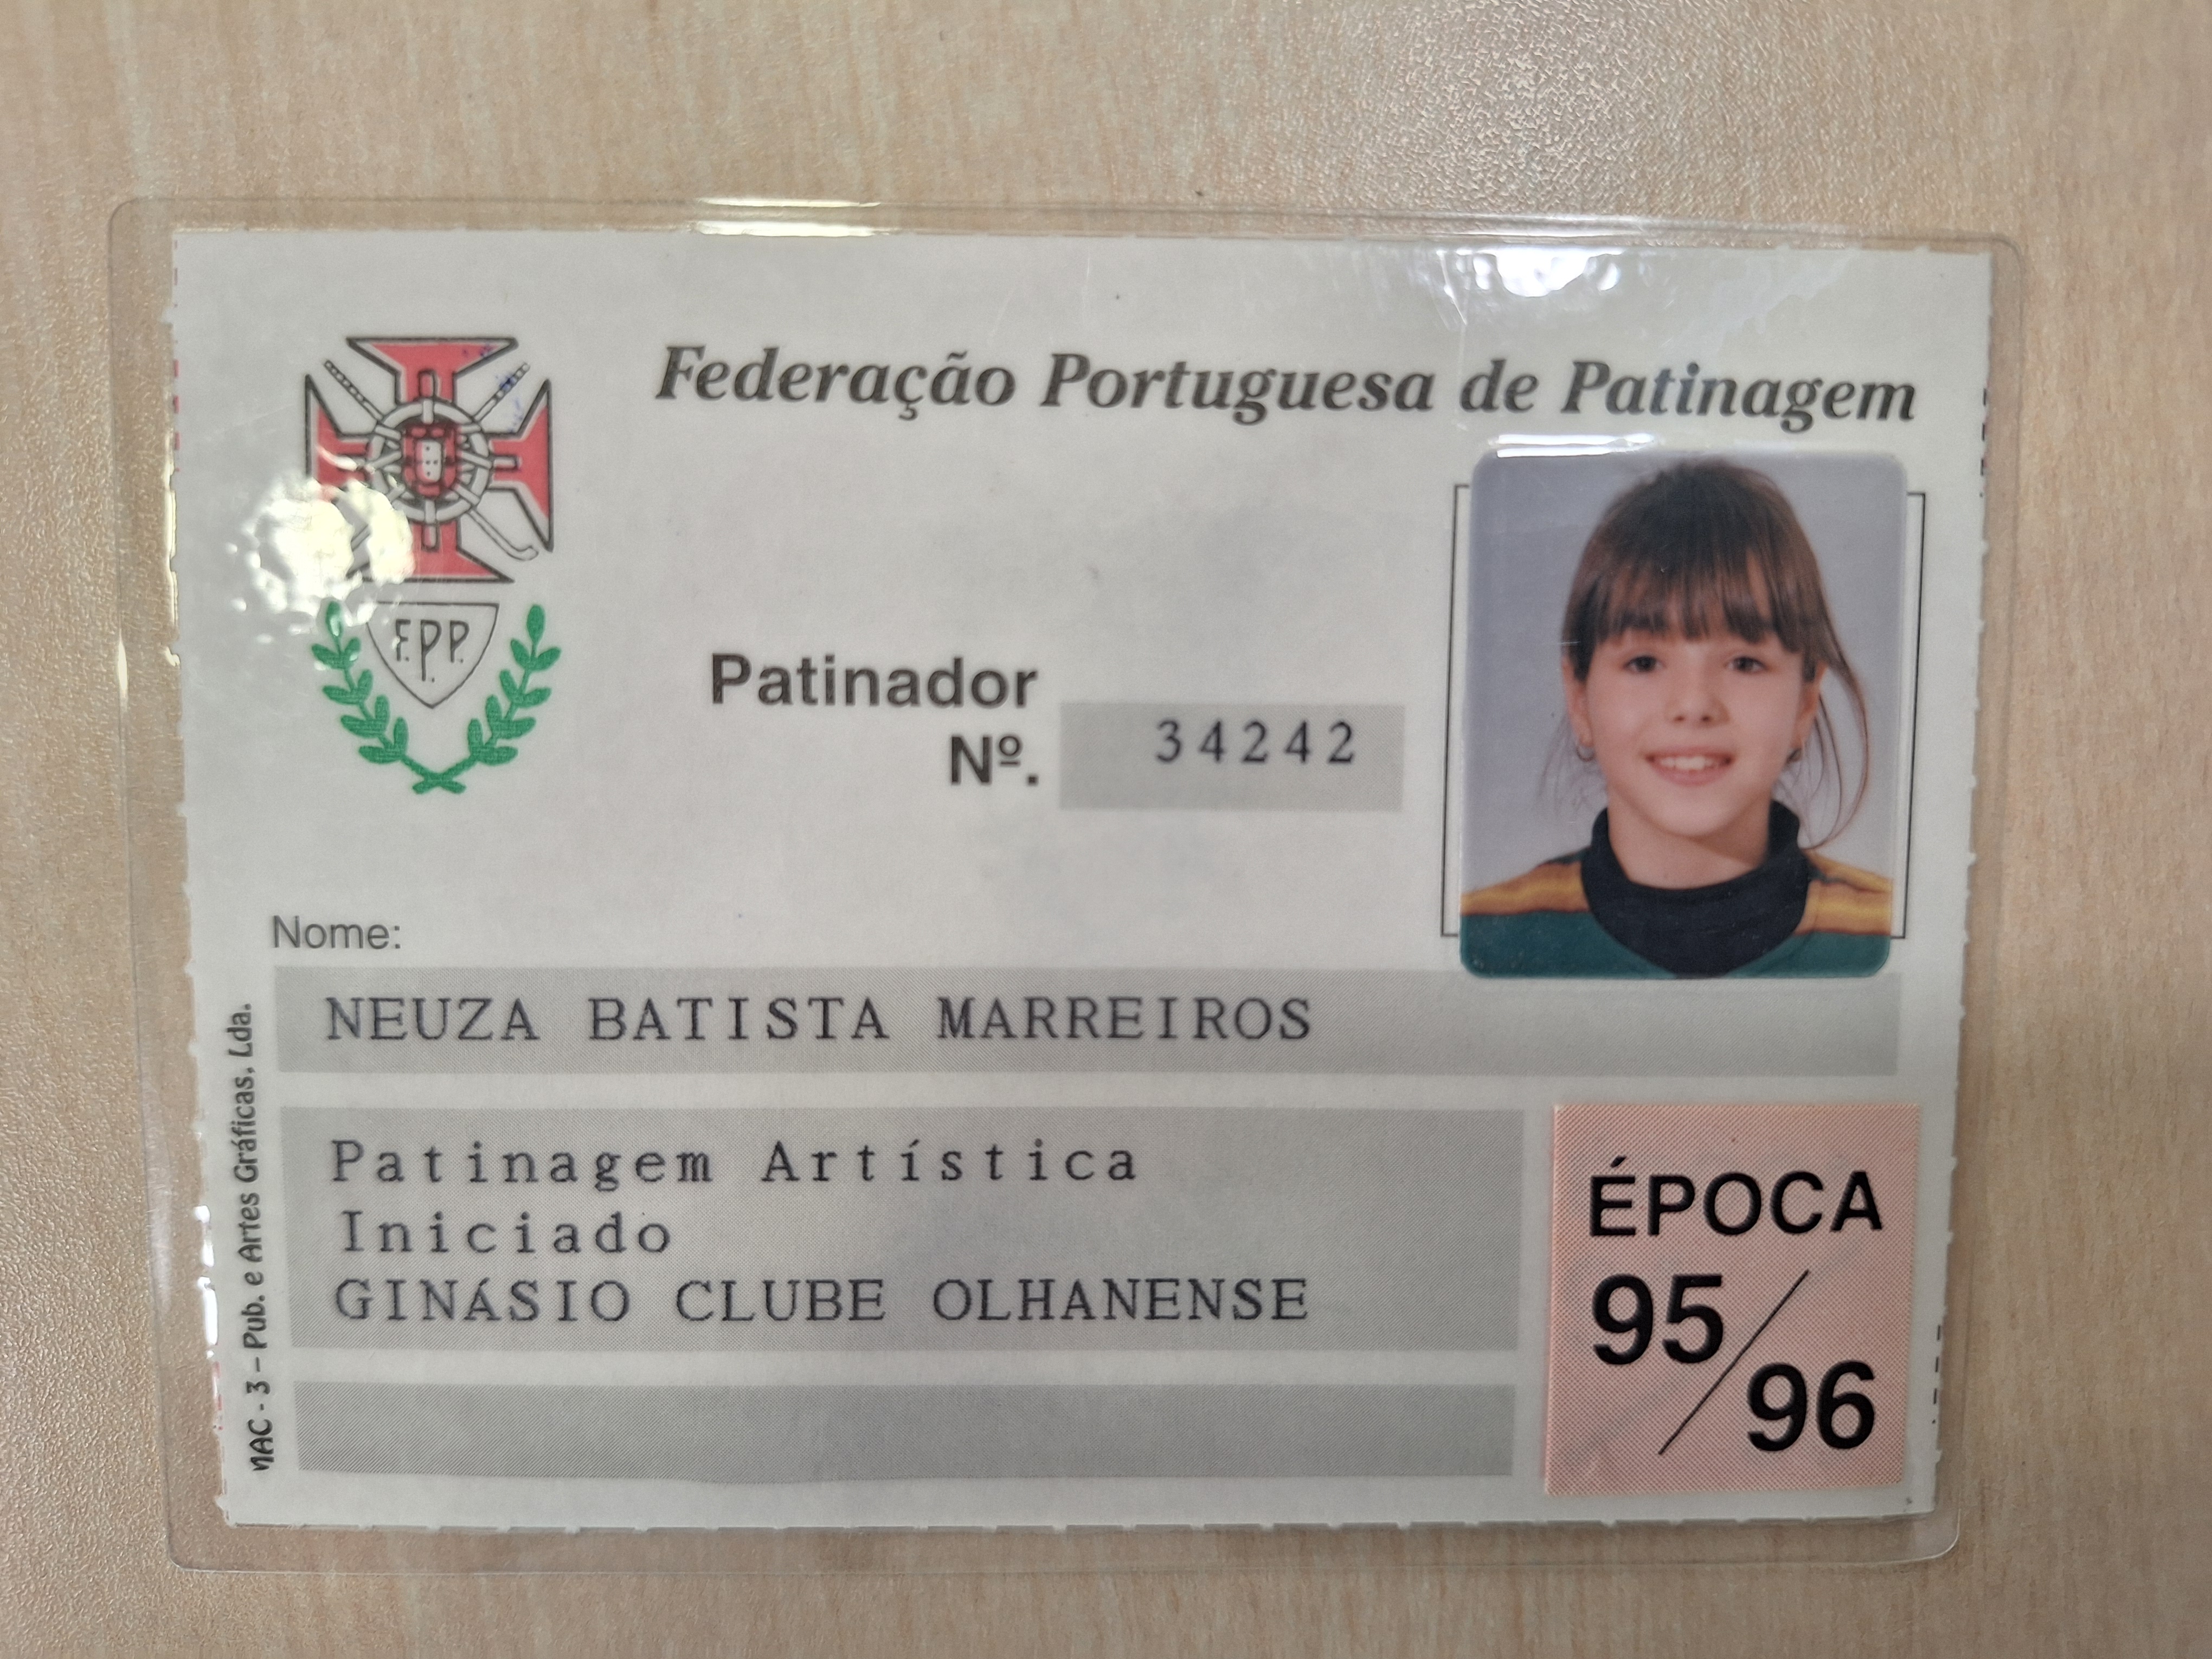 Federação Portuguesa de Patinagem
F.P.P.
Patinador
Nº. 34242
Nome:
NEUZA BATISTA MARREIROS
Patinagem Artística
Iniciado
GINÁSIO CLUBE OLHANENSE
ÉPOCA
95/96
MAC - 3 - Pub. e Artes Gráficas, Lda.